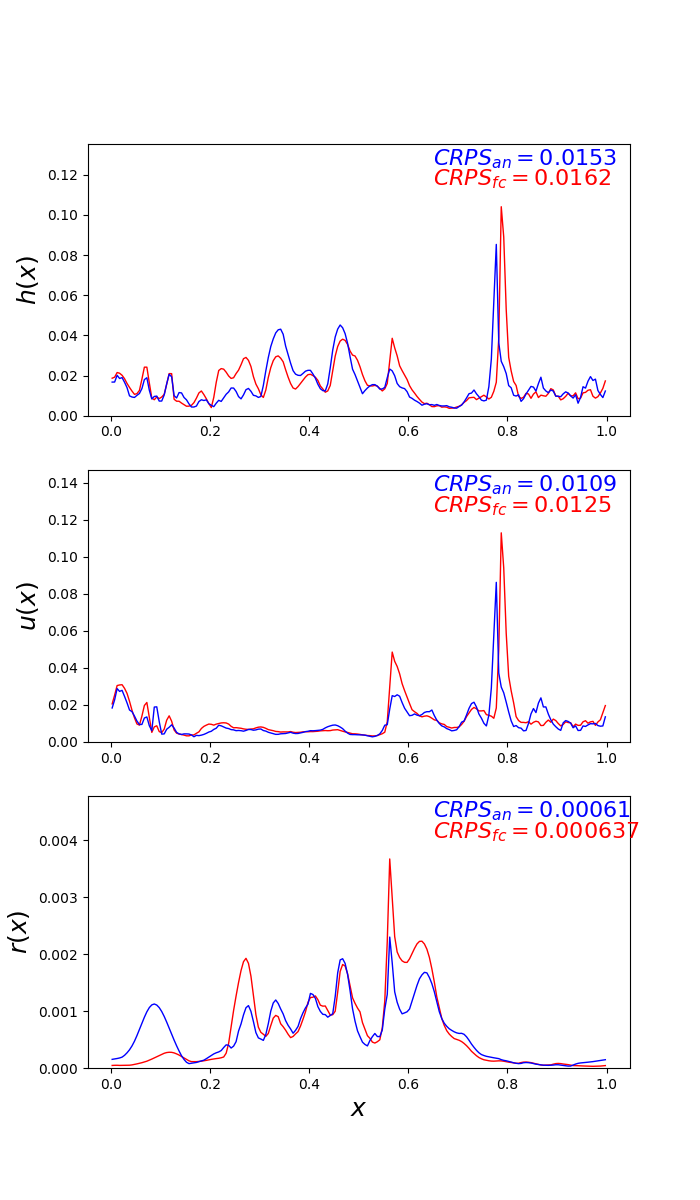 CRPS_an = 0.0153
CRPS_fc = 0.0162
h(x)
0.12
0.10
0.08
0.06
0.04
0.02
0.00
0.0 0.2 0.4 0.6 0.8 1.0
CRPS_an = 0.0109
CRPS_fc = 0.0125
u(x)
0.14
0.12
0.10
0.08
0.06
0.04
0.02
0.00
0.0 0.2 0.4 0.6 0.8 1.0
CRPS_an = 0.00061
CRPS_fc = 0.000637
r(x)
0.004
0.003
0.002
0.001
0.000
0.0 0.2 0.4 0.6 0.8 1.0
x